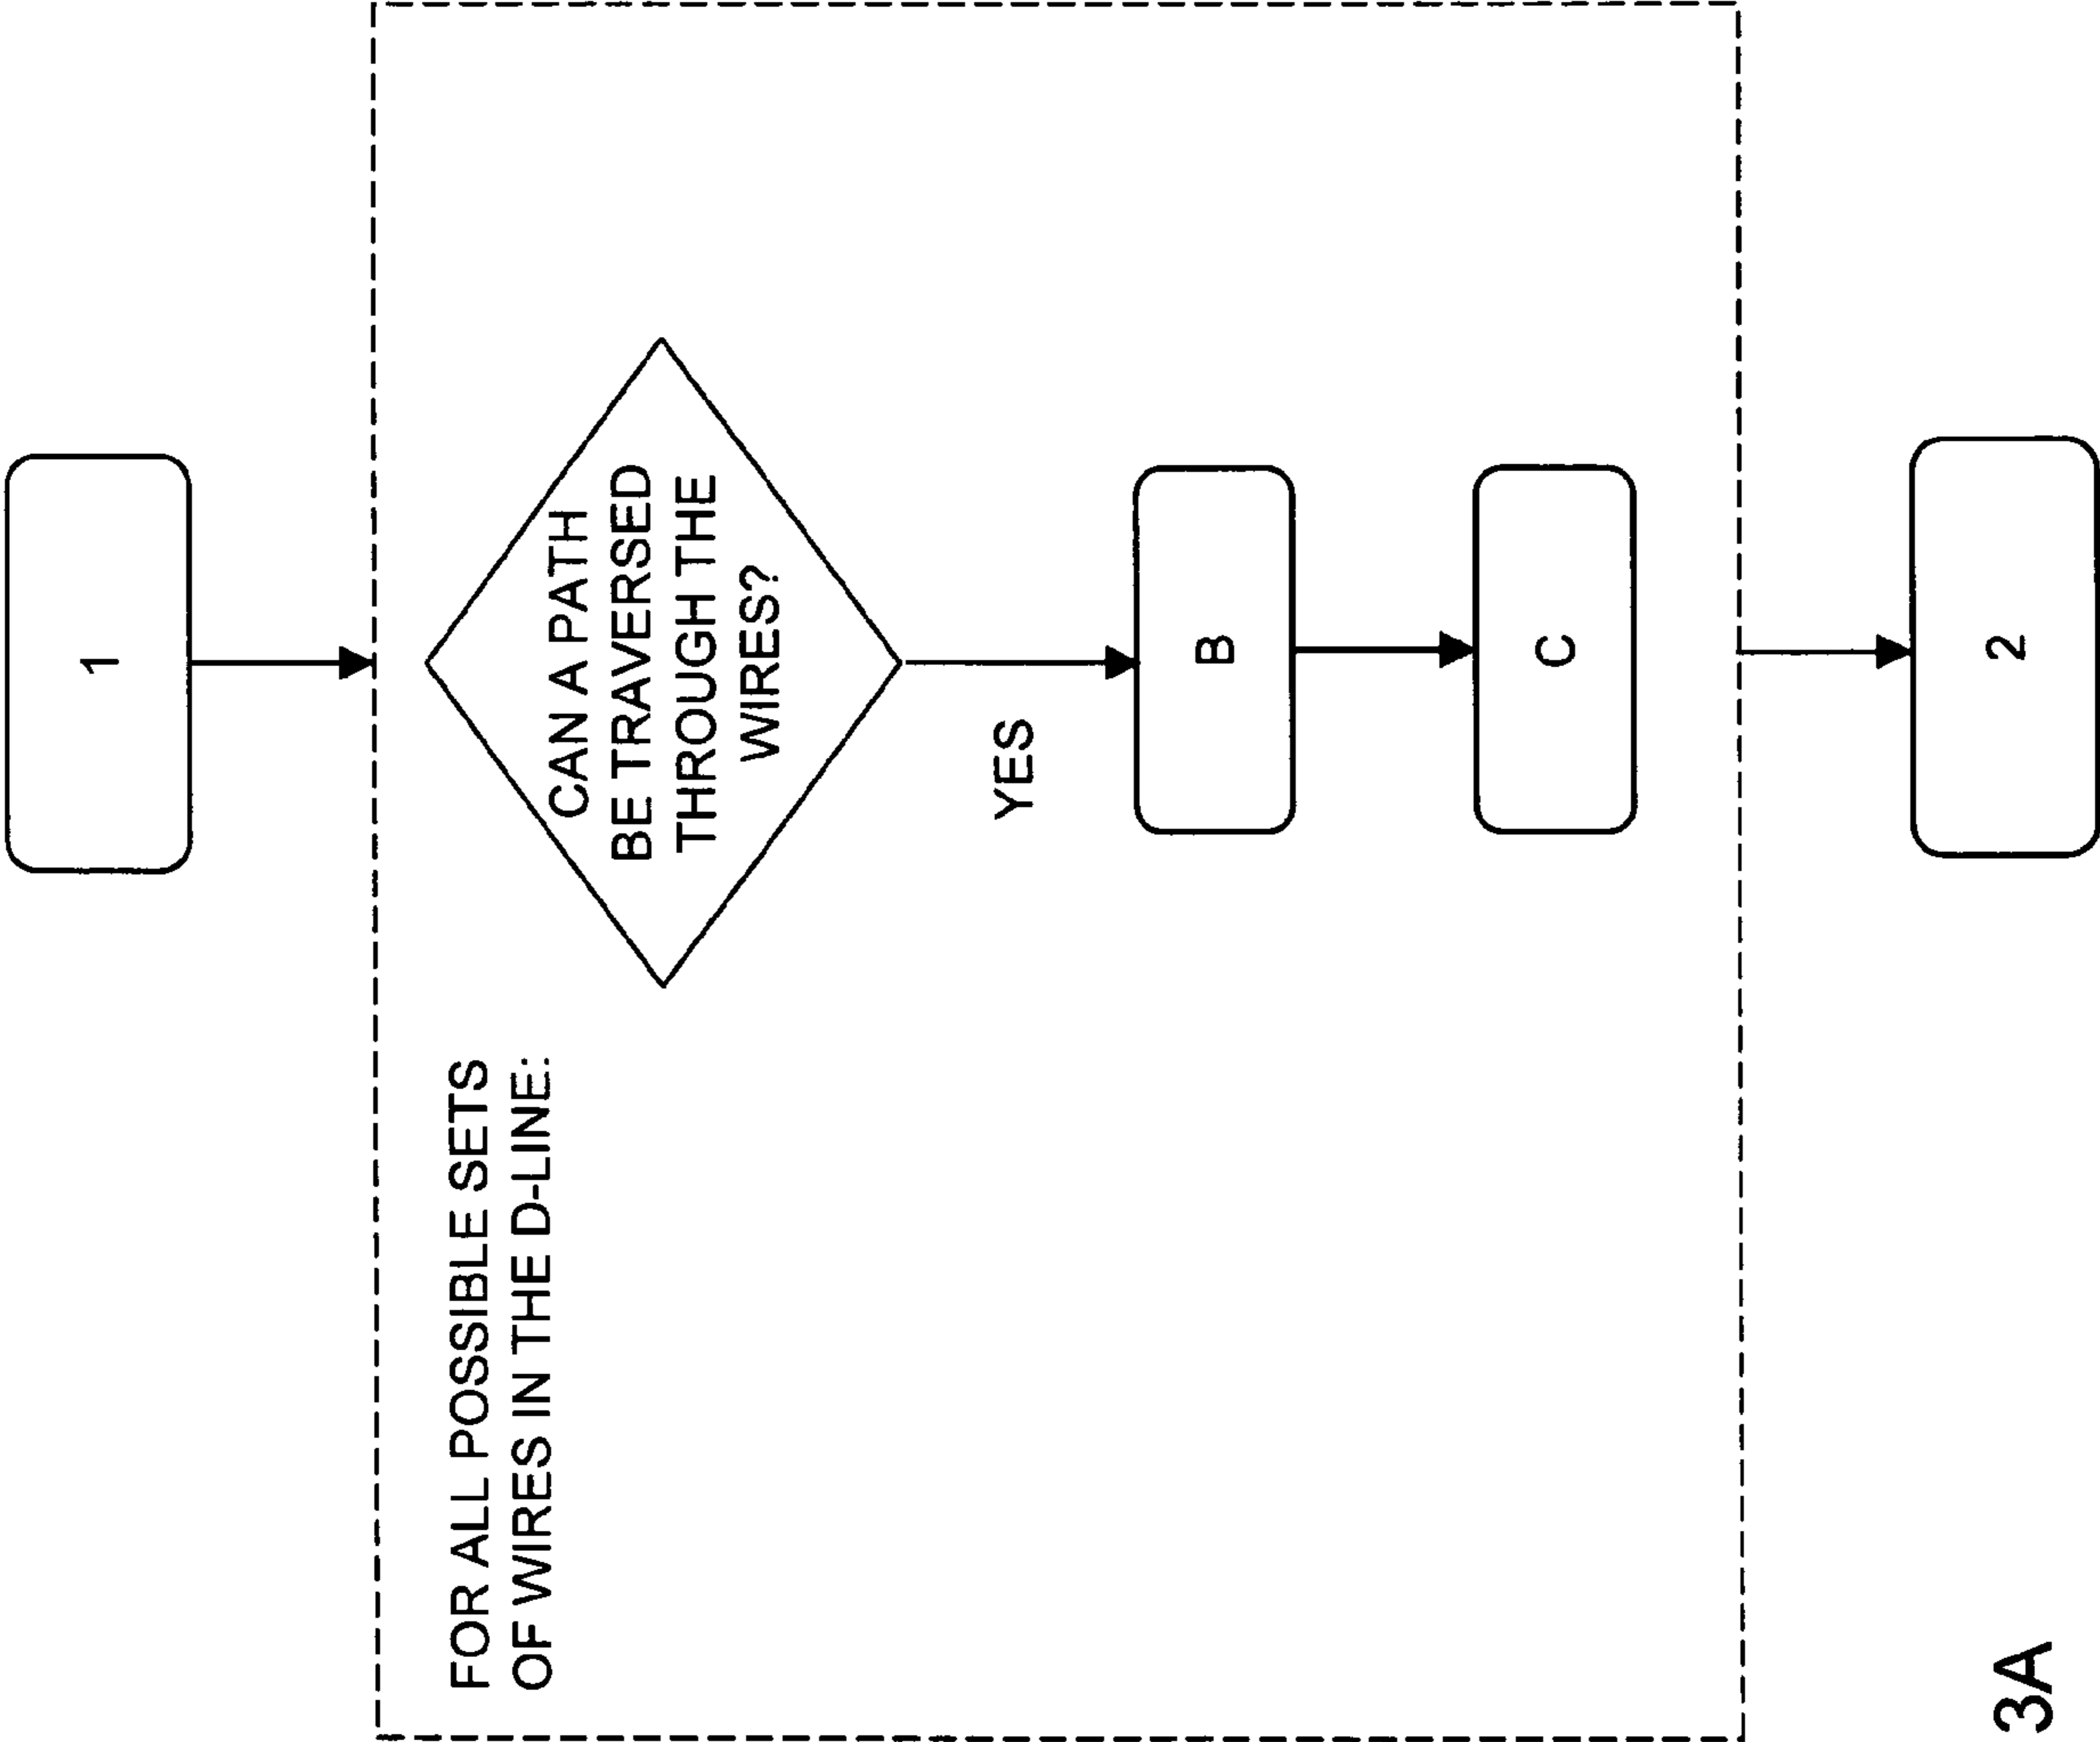 1
FOR ALL POSSIBLE SETS
OF WIRES IN THE D-LINE:
CAN A PATH
BE TRAVERSED
THROUGH THE
WIRES?
YES
B
C
2
3A